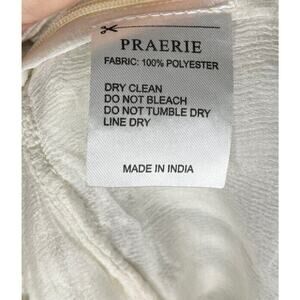 PRAERIE
FABRIC: 100% POLYESTER
DRY CLEAN
DO NOT BLEACH
DO NOT TUMBLE DRY
LINE DRY
MADE IN INDIA